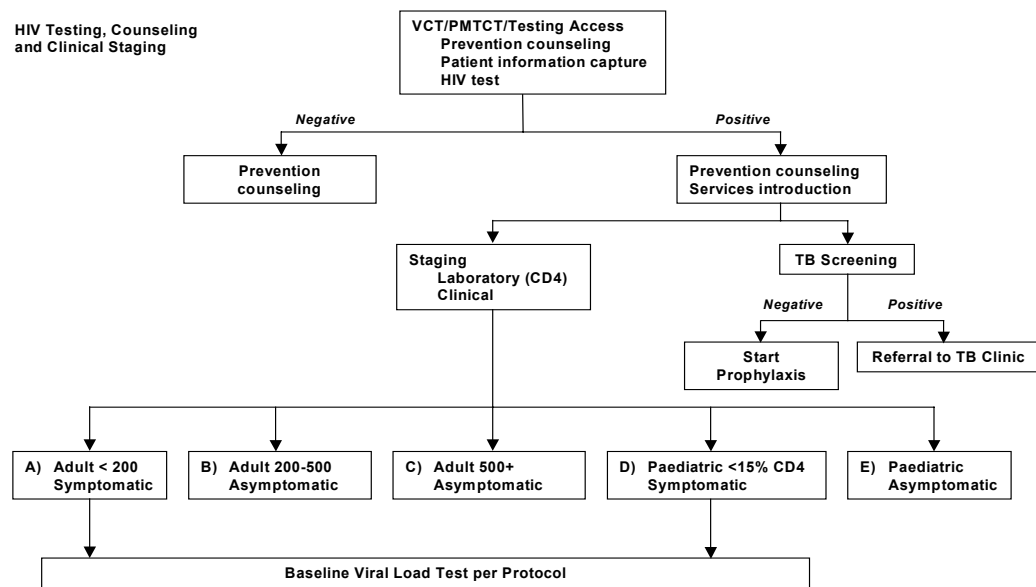 HIV Testing, Counseling
and Clinical Staging
VCT/PMTCT/Testing Access
Prevention counseling
Patient information capture
HIV test
Negative
Positive
Prevention
counseling
Prevention counseling
Services introduction
Staging
Laboratory (CD4)
Clinical
TB Screening
Negative
Positive
Start
Prophylaxis
Referral to TB Clinic
A) Adult < 200
Symptomatic
B) Adult 200-500
Asymptomatic
C) Adult 500+
Asymptomatic
D) Paediatric <15% CD4
Symptomatic
E) Paediatric
Asymptomatic
Baseline Viral Load Test per Protocol